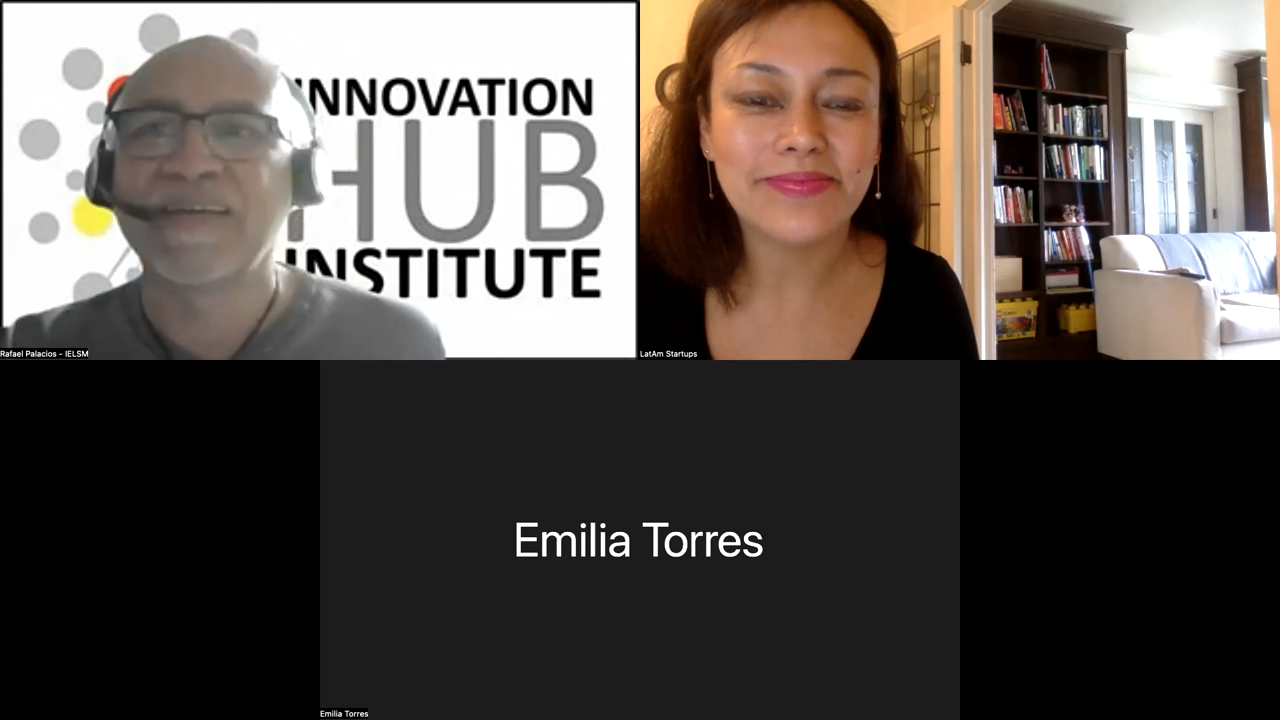 INNOVATION
HUB
INSTITUTE
Rafael Palacios - IELSM
LatAm Startups
Emilia Torres
Emilia Torres